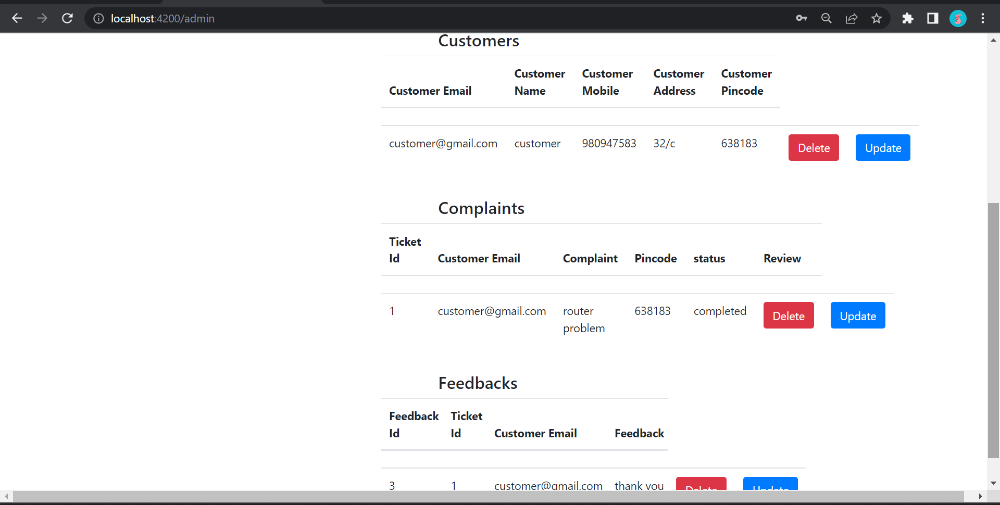 localhost:4200/admin
Customers
Customer Email Customer Name Customer Mobile Customer Address Customer Pincode
customer@gmail.com customer 980947583 32/c 638183 Delete Update
Complaints
Ticket Id Customer Email Complaint Pincode status Review
1 customer@gmail.com router problem 638183 completed Delete Update
Feedbacks
Feedback Id Ticket Id Customer Email Feedback
3 1 customer@gmail.com thank you Delete Update